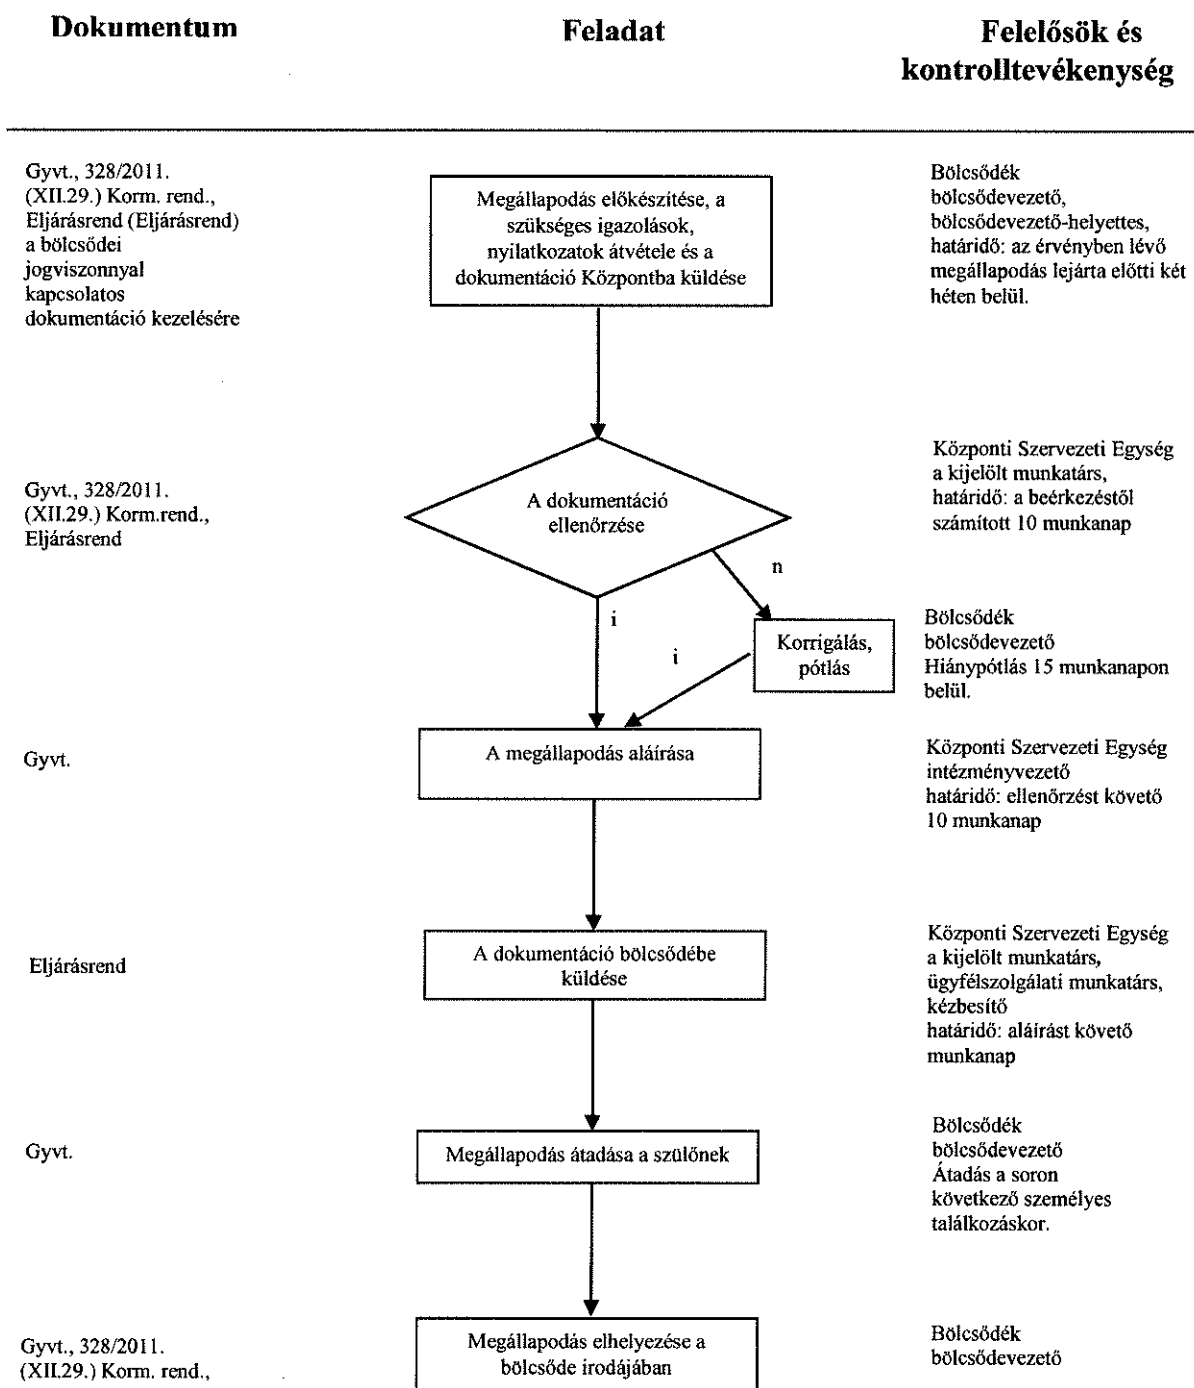 Dokumentum
Feladat
Felelősök és
kontrolltevékenység
Gyvt., 328/2011.
(XII.29.) Korm. rend.,
Eljárásrend (Eljárásrend)
a bölcsődei
jogviszonnyal
kapcsolatos
dokumentáció kezelésére
Megállapodás előkészítése, a
szükséges igazolások,
nyilatkozatok átvétele és a
dokumentáció Központba küldése
Bölcsődék
bölcsődevezető,
bölcsődevezető-helyettes,
határidő: az érvényben lévő
megállapodás lejárta előtti két
héten belül.
Gyvt., 328/2011.
(XII.29.) Korm.rend.,
Eljárásrend
A dokumentáció
ellenőrzése
Központi Szervezeti Egység
a kijelölt munkatárs,
határidő: a beérkezéstől
számított 10 munkanap
n
i
i
Korrigálás,
pótlás
Bölcsődék
bölcsődevezető
Hiánypótlás 15 munkanapon
belül.
Gyvt.
A megállapodás aláírása
Központi Szervezeti Egység
intézményvezető
határidő: ellenőrzést követő
10 munkanap
Eljárásrend
A dokumentáció bölcsődébe
küldése
Központi Szervezeti Egység
a kijelölt munkatárs,
ügyfélszolgálati munkatárs,
kézbesítő
határidő: aláírást követő
munkanap
Gyvt.
Megállapodás átadása a szülőnek
Bölcsődék
bölcsődevezető
Átadás a soron
következő személyes
találkozáskor.
Gyvt., 328/2011.
(XII.29.) Korm. rend.,
Megállapodás elhelyezése a
bölcsőde irodájában
Bölcsődék
bölcsődevezető